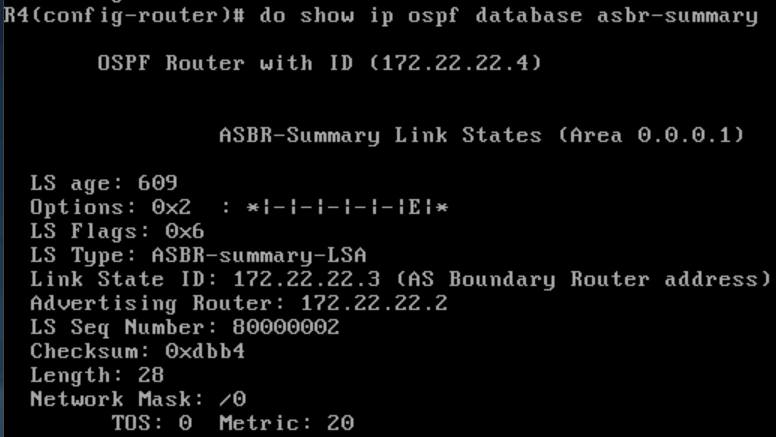 R4(config-router)# do show ip ospf database asbr-summary
OSPF Router with ID (172.22.22.4)
ASBR-Summary Link States (Area 0.0.0.1)
LS age: 609
Options: 0x2  : *|-|-|-|-|-|E|*
LS Flags: 0x6
LS Type: ASBR-summary-LSA
Link State ID: 172.22.22.3 (AS Boundary Router address)
Advertising Router: 172.22.22.2
LS Seq Number: 80000002
Checksum: 0xdbb4
Length: 28
Network Mask: /0
TOS: 0  Metric: 20